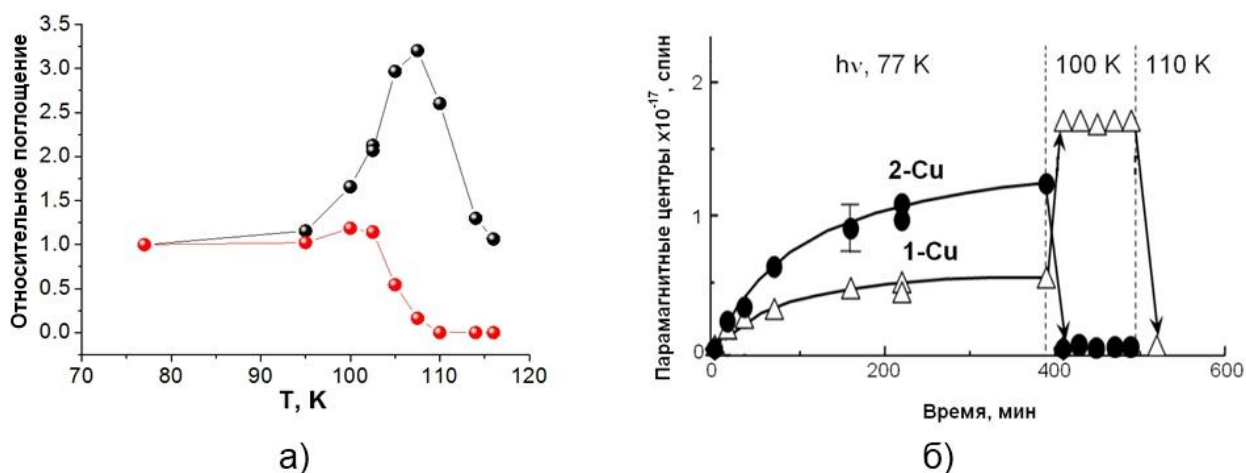 Относительное поглощение
3.5
3.0
2.5
2.0
1.5
1.0
0.5
0.0
70
80
90
100
110
120
T, K
а)
Парамагнитные центры x10⁻¹⁷, спин
2
1
0
hν, 77 K
100 K
110 K
2-Cu
1-Cu
0
200
400
600
Время, мин
б)